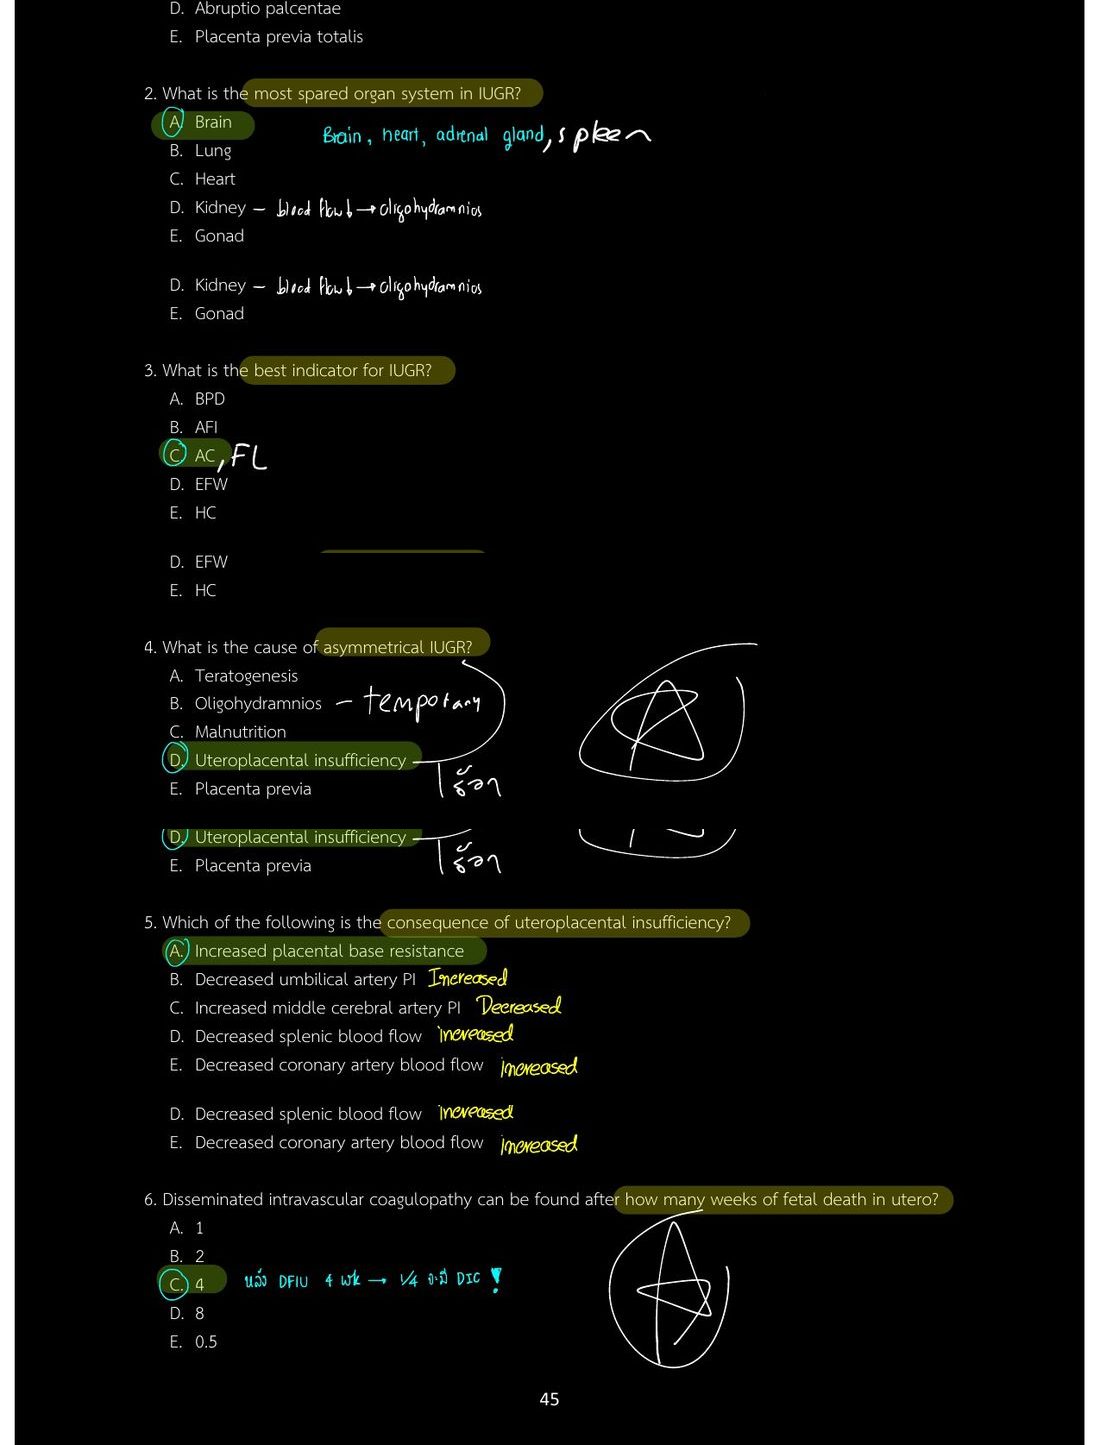 D. Abruptio palcentae
E. Placenta previa totalis
2. What is the most spared organ system in IUGR?
A. Brain
Brain, heart, adrenal gland, spleen
B. Lung
C. Heart
D. Kidney – blood flow↓ → oligohydramnios
E. Gonad
D. Kidney – blood flow↓ → oligohydramnios
E. Gonad
3. What is the best indicator for IUGR?
A. BPD
B. AFI
C. AC, FL
D. EFW
E. HC
D. EFW
E. HC
4. What is the cause of asymmetrical IUGR?
A. Teratogenesis
B. Oligohydramnios – temporary
C. Malnutrition
D. Uteroplacental insufficiency
E. Placenta previa
D. Uteroplacental insufficiency
E. Placenta previa
5. Which of the following is the consequence of uteroplacental insufficiency?
A. Increased placental base resistance
B. Decreased umbilical artery PI Increased
C. Increased middle cerebral artery PI Decreased
D. Decreased splenic blood flow increased
E. Decreased coronary artery blood flow increased
D. Decreased splenic blood flow increased
E. Decreased coronary artery blood flow increased
6. Disseminated intravascular coagulopathy can be found after how many weeks of fetal death in utero?
A. 1
B. 2
C. 4 หลัง DFIU 4 wk → 1/4 จะมี DIC !
D. 8
E. 0.5
45